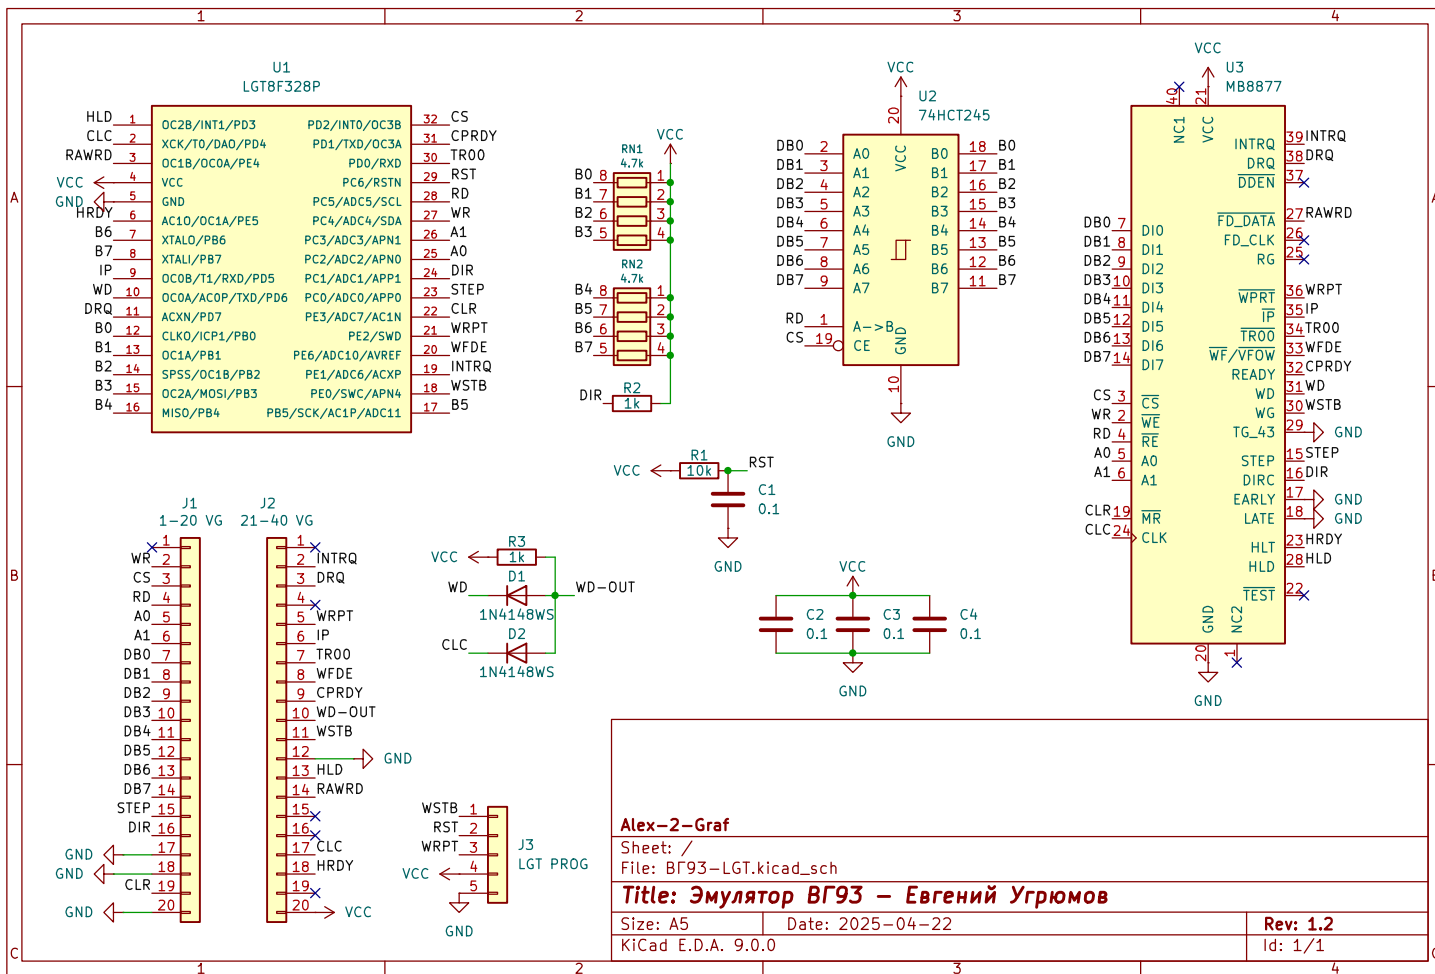 1 2 3 4
A
B
C
U1
LGT8F328P
HLD 1 OC2B/INT1/PD3 PD2/INT0/OC3B 32 CS
CLC 2 XCK/T0/DAO/PD4 PD1/TXD/OC3A 31 CPRDY
RAWRD 3 OC1B/OC0A/PE4 PD0/RXD 30 TR00
VCC 4 VCC PC6/RSTN 29 RST
GND 5 GND PC5/ADC5/SCL 28 RD
HRDY 6 AC1O/OC1A/PE5 PC4/ADC4/SDA 27 WR
B6 7 XTALO/PB6 PC3/ADC3/APN1 26 A1
B7 8 XTALI/PB7 PC2/ADC2/APN0 25 A0
IP 9 OC0B/T1/RXD/PD5 PC1/ADC1/APP1 24 DIR
WD 10 OC0A/AC0P/TXD/PD6 PC0/ADC0/APP0 23 STEP
DRQ 11 ACXN/PD7 PE3/ADC7/AC1N 22 CLR
B0 12 CLKO/ICP1/PB0 PE2/SWD 21 WRPT
B1 13 OC1A/PB1 PE6/ADC10/AVREF 20 WFDE
B2 14 SPSS/OC1B/PB2 PE1/ADC6/ACXP 19 INTRQ
B3 15 OC2A/MOSI/PB3 PE0/SWC/APN4 18 WSTB
B4 16 MISO/PB4 PB5/SCK/AC1P/ADC11 17 B5
VCC
RN1
4.7k
B0 8 1
B1 7 2
B2 6 3
B3 5 4
RN2
4.7k
B4 8 1
B5 7 2
B6 6 3
B7 5 4
DIR R2
1k
VCC
U2
74HCT245
20 VCC
DB0 2 A0 B0 18 B0
DB1 3 A1 B1 17 B1
DB2 4 A2 B2 16 B2
DB3 5 A3 B3 15 B3
DB4 6 A4 B4 14 B4
DB5 7 A5 B5 13 B5
DB6 8 A6 B6 12 B6
DB7 9 A7 B7 11 B7
RD 1 A->B
CS 19 CE
GND 10
GND
VCC
U3
MB8877
40 NC1 21 VCC
INTRQ 39 INTRQ
DRQ 38 DRQ
DDEN 37
FD_DATA 27 RAWRD
FD_CLK 26
RG 25
WPRT 36 WRPT
IP 35 IP
TR00 34 TR00
WF/VFOW 33 WFDE
READY 32 CPRDY
WD 31 WD
WG 30 WSTB
TG_43 29 GND
STEP 15 STEP
DIRC 16 DIR
EARLY 17 GND
LATE 18 GND
HLT 23 HRDY
HLD 28 HLD
TEST 22
DB0 7 DI0
DB1 8 DI1
DB2 9 DI2
DB3 10 DI3
DB4 11 DI4
DB5 12 DI5
DB6 13 DI6
DB7 14 DI7
CS 3 CS
WR 2 WE
RD 4 RE
A0 5 A0
A1 6 A1
CLR 19 MR
CLC 24 CLK
GND 20 NC2 1
GND
VCC R1 RST
10k
C1
0.1
GND
J1
1-20 VG
1
WR 2
CS 3
RD 4
A0 5
A1 6
DB0 7
DB1 8
DB2 9
DB3 10
DB4 11
DB5 12
DB6 13
DB7 14
STEP 15
DIR 16
GND 17
GND 18
CLR 19
GND 20
J2
21-40 VG
1
2 INTRQ
3 DRQ
4
5 WRPT
6 IP
7 TR00
8 WFDE
9 CPRDY
10 WD-OUT
11 WSTB
12 GND
13 HLD
14 RAWRD
15
16
17 CLC
18 HRDY
19
20 VCC
VCC R3
1k
WD D1 WD-OUT
1N4148WS
CLC D2
1N4148WS
VCC
C2 C3 C4
0.1 0.1 0.1
GND
WSTB 1
RST 2
WRPT 3
VCC 4
5
GND
J3
LGT PROG
Alex-2-Graf
Sheet: /
File: ВГ93-LGT.kicad_sch
Title: Эмулятор ВГ93 - Евгений Угрюмов
Size: A5 Date: 2025-04-22 Rev: 1.2
KiCad E.D.A. 9.0.0 Id: 1/1
1 2 3 4